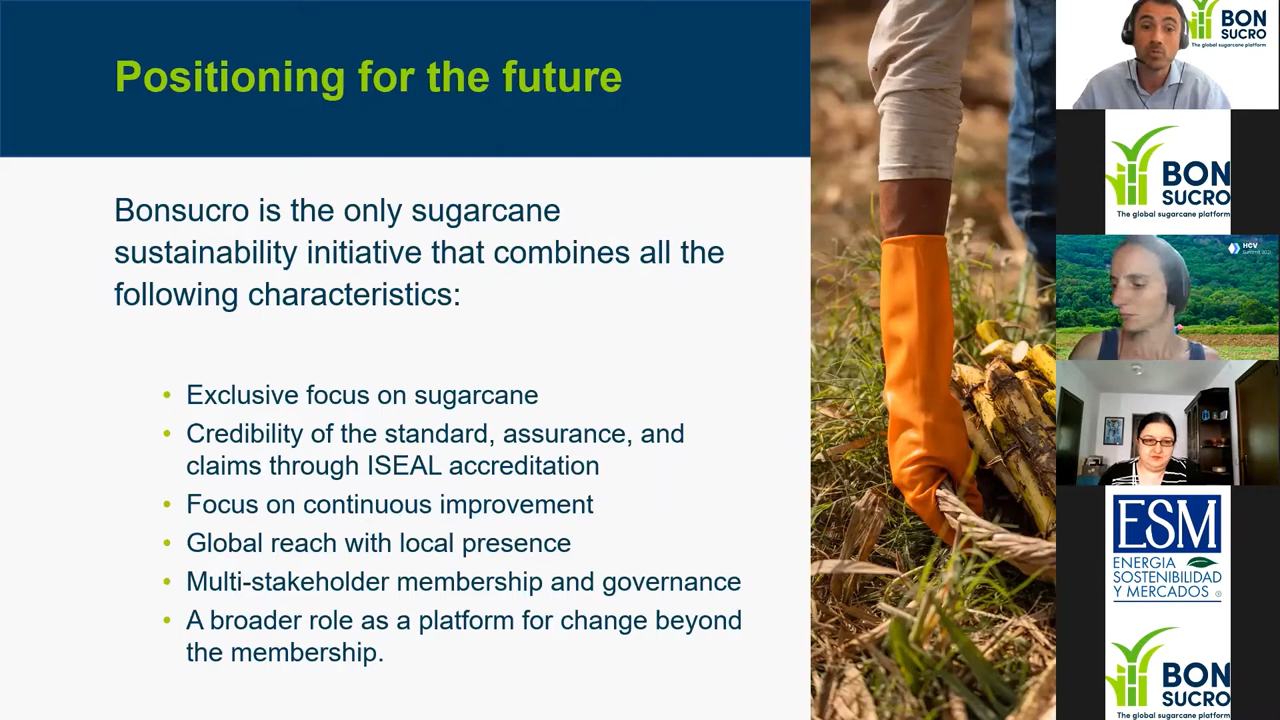 Positioning for the future
Bonsucro is the only sugarcane
sustainability initiative that combines all the
following characteristics:
• Exclusive focus on sugarcane
• Credibility of the standard, assurance, and
claims through ISEAL accreditation
• Focus on continuous improvement
• Global reach with local presence
• Multi-stakeholder membership and governance
• A broader role as a platform for change beyond
the membership.
BON
SUCRO
The global sugarcane platform
BON
SUCRO
The global sugarcane platform
HCV
Summit 2021
ESM
ENERGIA
SOSTENIBILIDAD
Y MERCADOS
BON
SUCRO
The global sugarcane platform